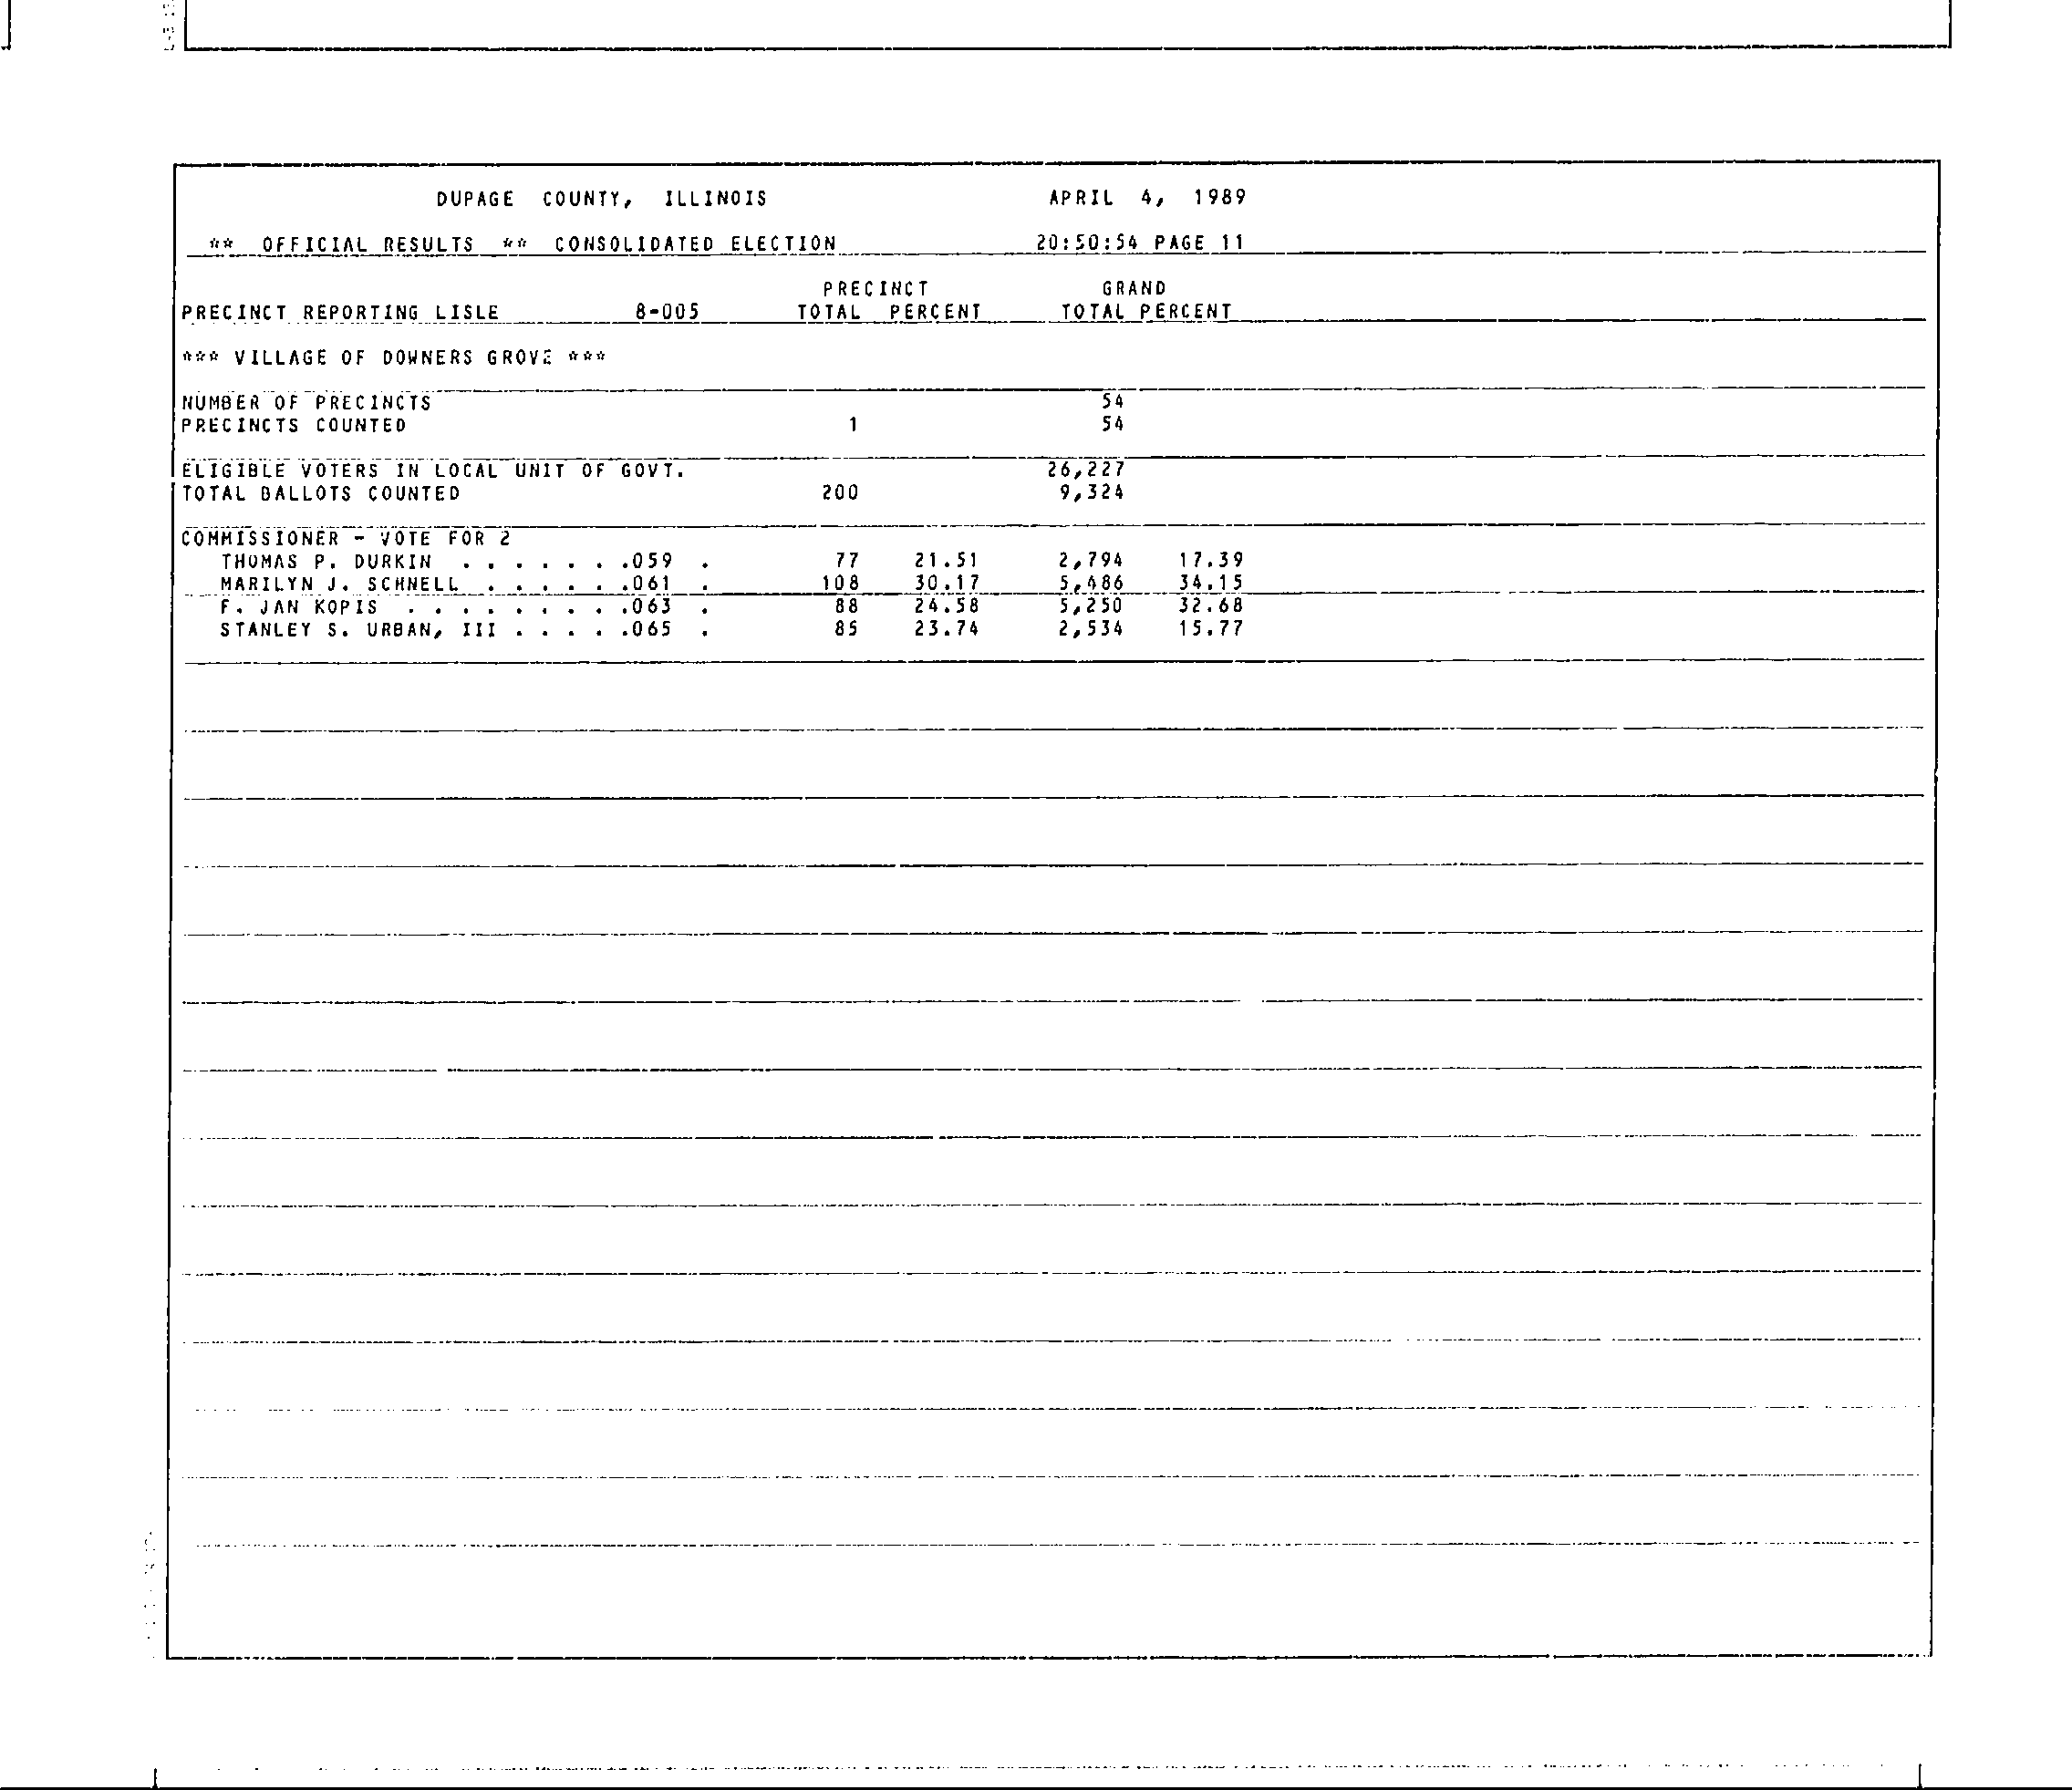 DUPAGE COUNTY, ILLINOIS APRIL 4, 1989
** OFFICIAL RESULTS ** CONSOLIDATED ELECTION 20:50:54 PAGE 11
PRECINCT GRAND
PRECINCT REPORTING LISLE 8-005 TOTAL PERCENT TOTAL PERCENT
*** VILLAGE OF DOWNERS GROVE ***
NUMBER OF PRECINCTS 54
PRECINCTS COUNTED 1 54
ELIGIBLE VOTERS IN LOCAL UNIT OF GOVT. 26,227
TOTAL BALLOTS COUNTED 200 9,324
COMMISSIONER - VOTE FOR 2
THOMAS P. DURKIN . . . . . . .059 . 77 21.51 2,794 17.39
MARILYN J. SCHNELL . . . . . .061 . 108 30.17 5,486 34.15
F. JAN KOPIS . . . . . . . . .063 . 88 24.58 5,250 32.68
STANLEY S. URBAN, III . . . . .065 . 85 23.74 2,534 15.77